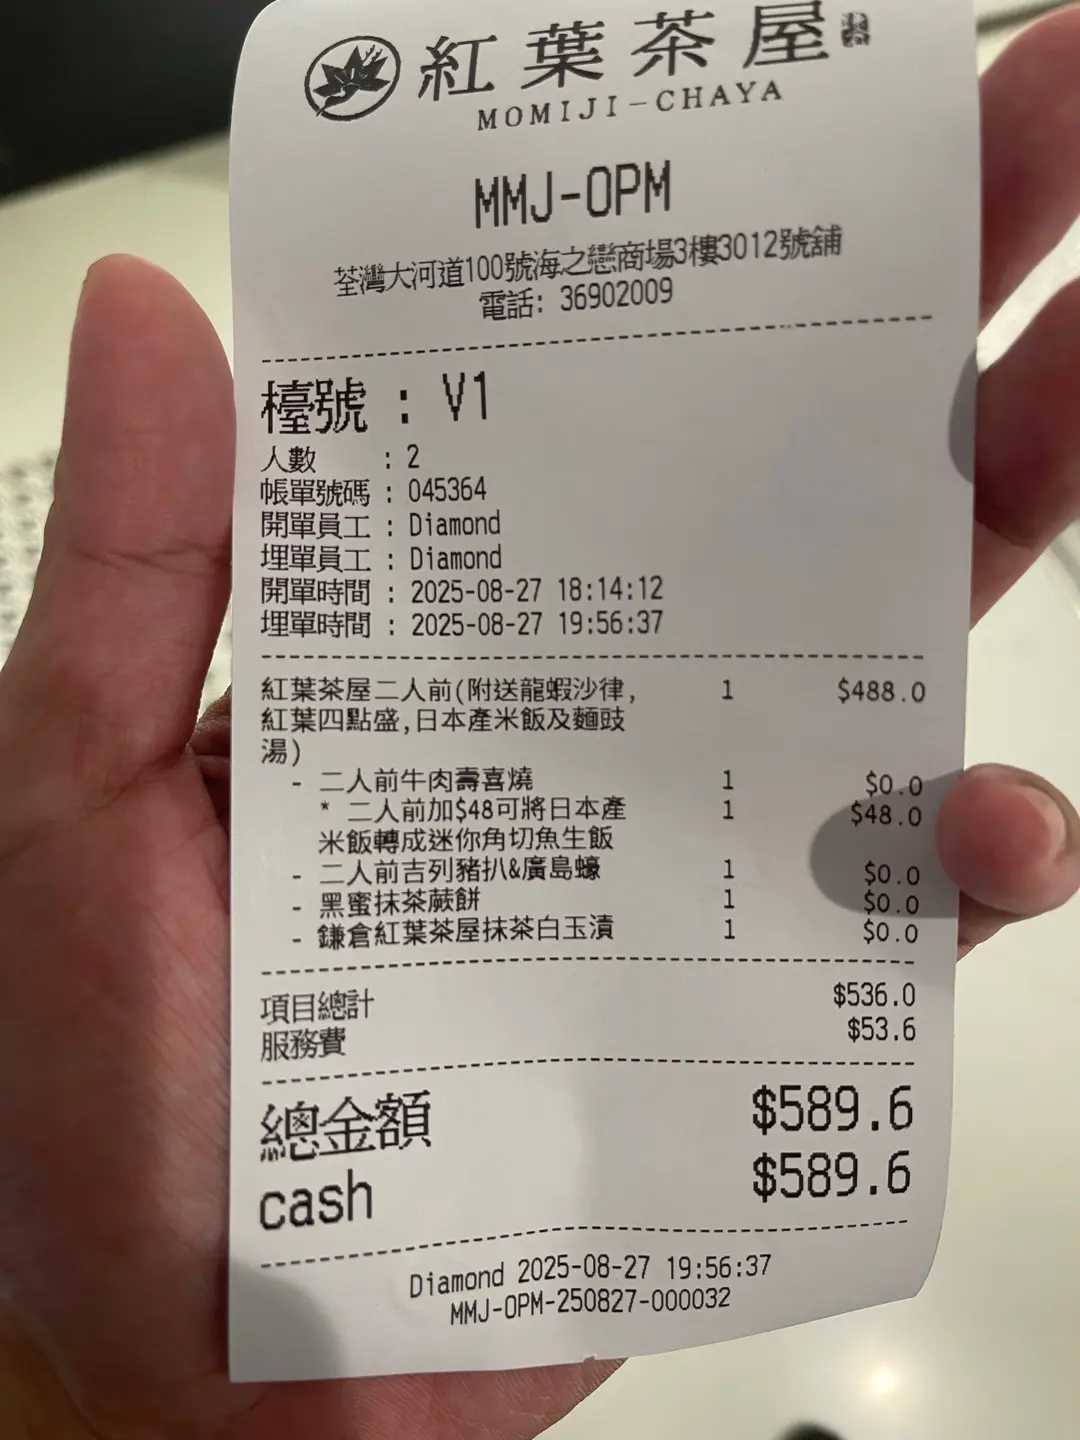 紅葉茶屋
MOMIJI-CHAYA
MMJ-OPM
荃灣大河道100號海之戀商場3樓3012號舖
電話: 36902009
檯號 : V1
人數 : 2
帳單號碼 : 045364
開單員工 : Diamond
埋單員工 : Diamond
開單時間 : 2025-08-27 18:14:12
埋單時間 : 2025-08-27 19:56:37
紅葉茶屋二人前(附送龍蝦沙律, 1 $488.0
紅葉四點盛,日本產米飯及麵豉
湯)
- 二人前牛肉壽喜燒 1 $0.0
* 二人前加$48可將日本產 1 $48.0
米飯轉成迷你角切魚生飯
- 二人前吉列豬扒&廣島蠔 1 $0.0
- 黑蜜抹茶蕨餅 1 $0.0
- 鎌倉紅葉茶屋抹茶白玉漬 1 $0.0
項目總計 $536.0
服務費 $53.6
總金額 $589.6
cash $589.6
Diamond 2025-08-27 19:56:37
MMJ-OPM-250827-000032